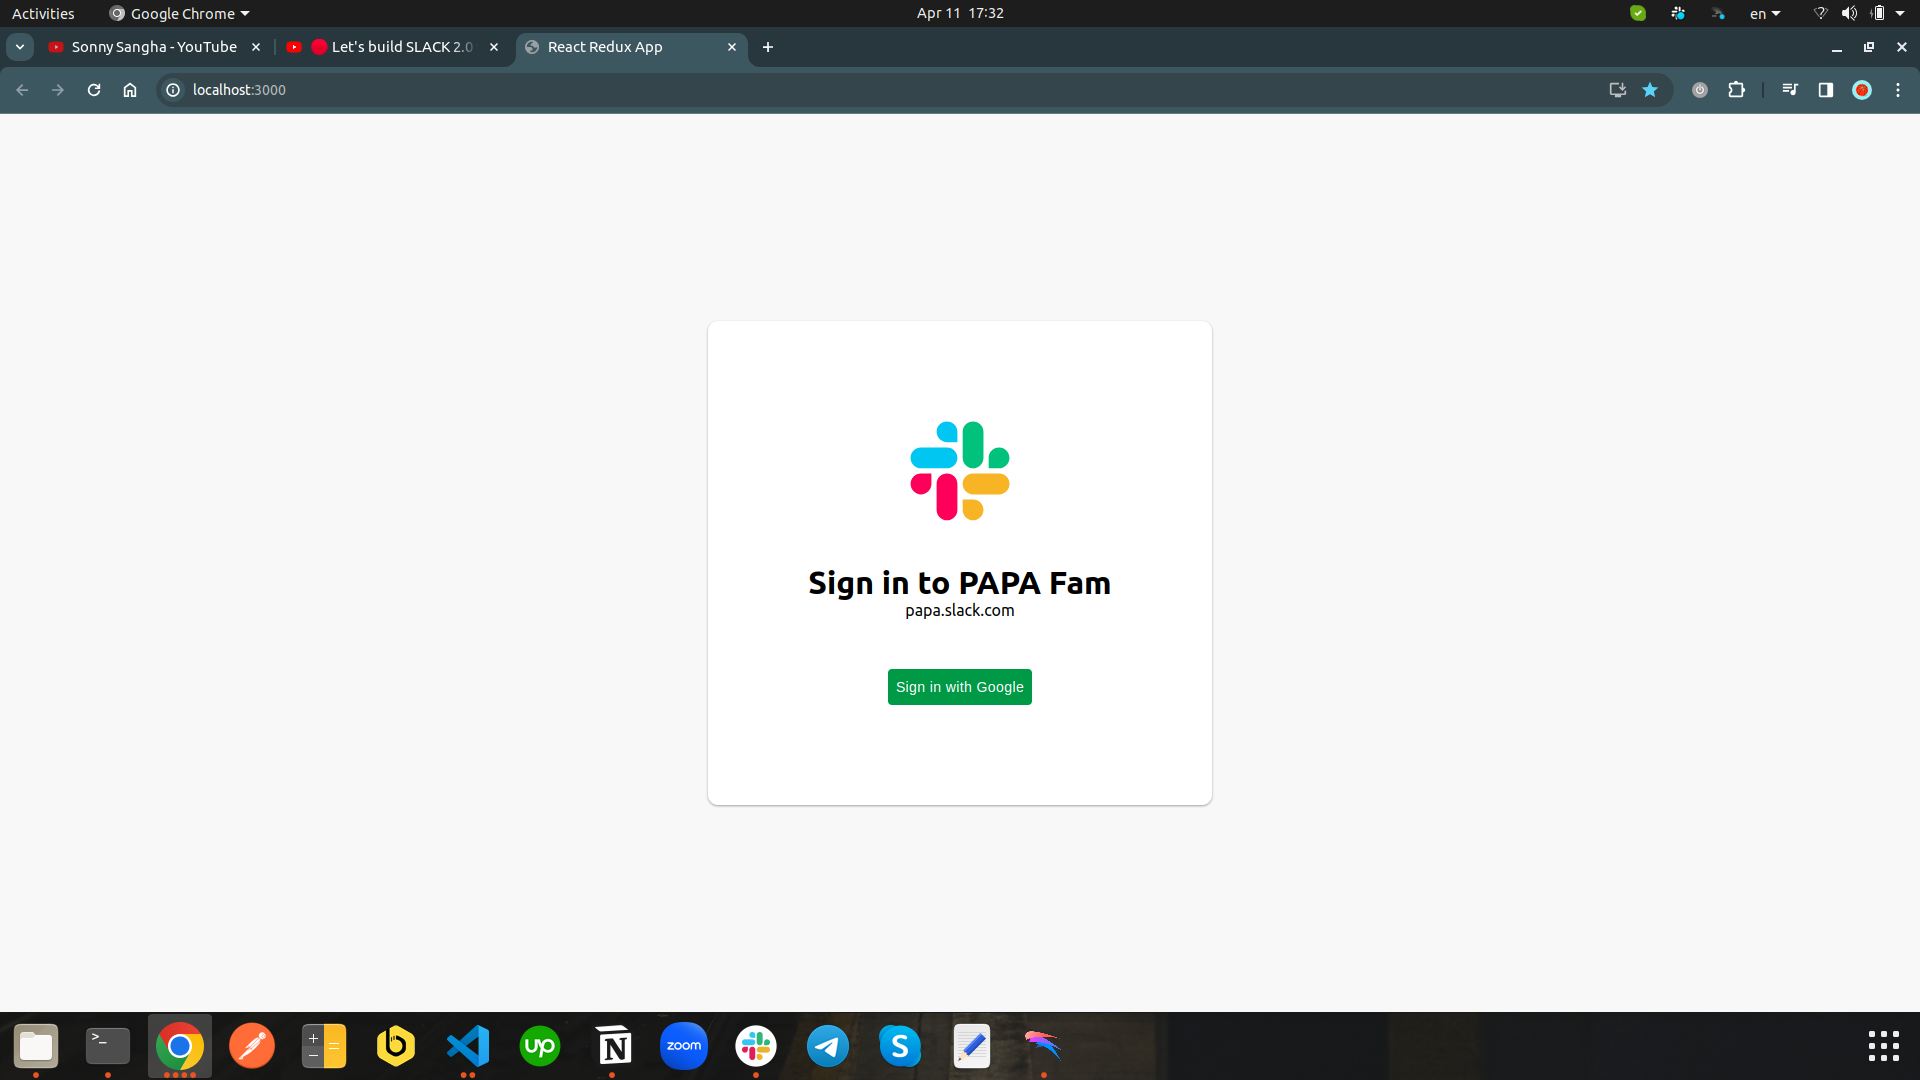 Activities
Google Chrome
Apr 11 17:32
en
Sonny Sangha - YouTube
Let's build SLACK 2.0
React Redux App
localhost:3000
Sign in to PAPA Fam
papa.slack.com
Sign in with Google
>_
up
N
zoom
S